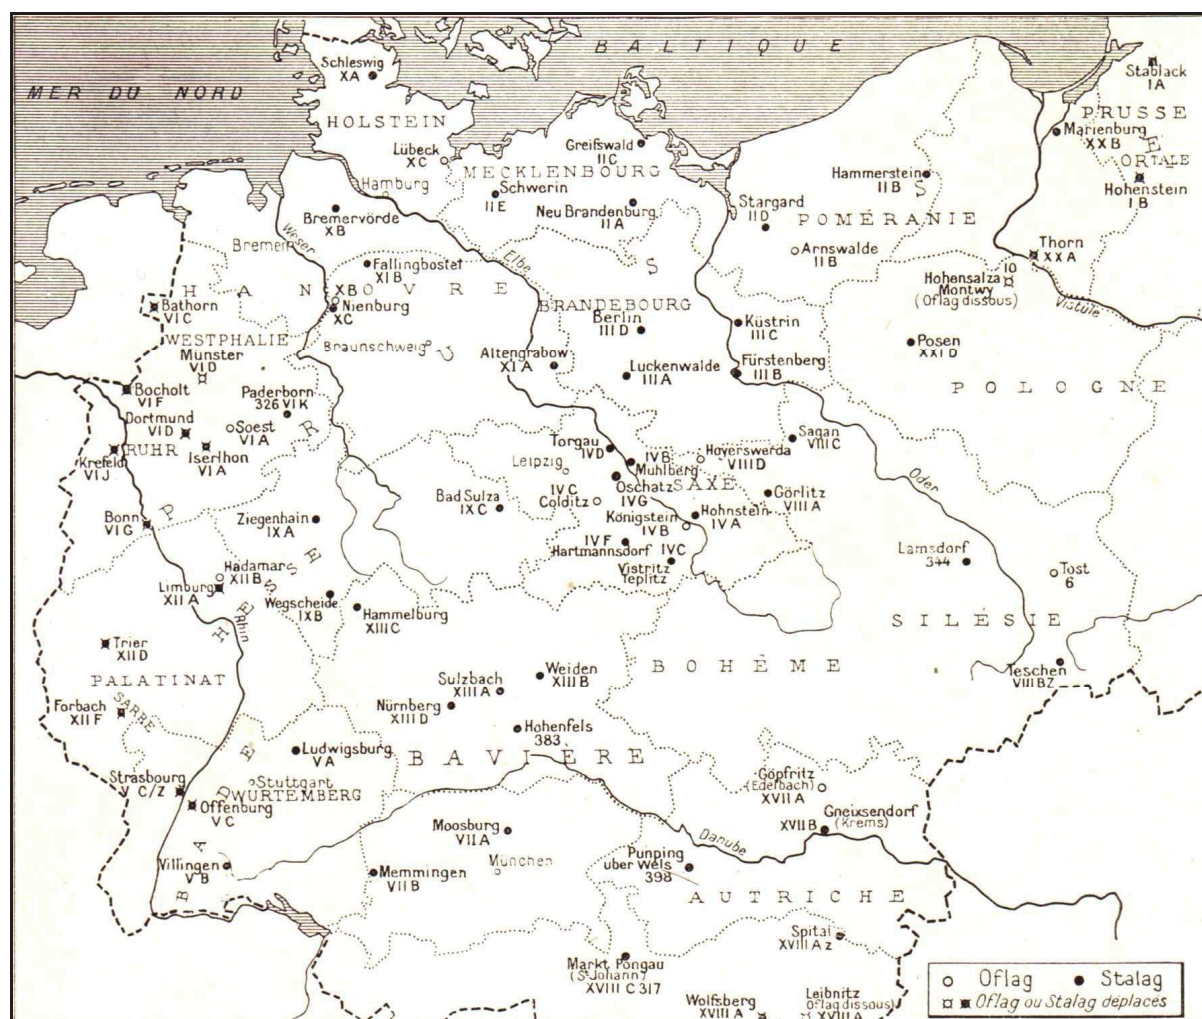 BALTIQUE
MER DU NORD
Schleswig
XA
Stablack
1A
PRUSSE
ORTALE
HOLSTEIN
Marienburg
XXB
Lübeck
XC
Greifswald
IIC
MECKLENBOURG
Hammerstein
IIB
Hohenstein
IB
Hamburg
Schwerin
IIE
Neu Brandenburg
IIA
Stargard
IID
POMÉRANIE
Bremervörde
XB
Weser
Bremen
Elbe
Arnswalde
IIB
Thorn
XXA
Fallingbostel
XIB
10
Hohensalza
Montwy
(Oflag dissous)
Vistule
HANOVRE
XB
Nienburg
XC
Bathorn
VIC
BRANDEBOURG
Berlin
IIID
Küstrin
IIIC
WESTPHALIE
Münster
VID
Braunschweig
Altengrabow
XIA
Luckenwalde
IIIA
Fürstenberg
IIIB
Posen
XXID
POLOGNE
Bocholt
VIF
Paderborn
326 VIK
Dortmund
VID
Soest
VIA
Iserlhon
VIA
RUHR
Krefeld
VIJ
Torgau
IVD
IVB
Muhlberg
Hoyerswerda
VIIID
Sagan
VIIIC
Leipzig
Oschatz
IVG
SAXE
Görlitz
VIIIA
Oder
IVC
Colditz
Bad Sulza
IXC
Hohnstein
IVA
Königstein
IVB
Bonn
VIG
Ziegenhain
IXA
IVF
Hartmannsdorf
IVC
Vistritz
Teplitz
Lamsdorf
344
Tost
6
Hadamar
XIIB
Limburg
XIIA
HESSE
Rhin
Wegscheide
IXB
Hammelburg
XIIIC
SILÉSIE
Trier
XIID
PALATINAT
SARRE
Forbach
XIIF
BOHÊME
Teschen
VIIIBZ
Weiden
XIIIB
Sulzbach
XIIIA
Nürnberg
XIIID
Hohenfels
383
BAVIÈRE
Ludwigsburg
VA
Strasbourg
V C/Z
Stuttgart
WURTEMBERG
Offenburg
VC
BADE
Göpfritz
(Edelbach)
XVIIA
Gneixsendorf
(Krems)
XVIIB
Moosburg
VIIA
München
Danube
Villingen
VB
Memmingen
VIIB
Punping
uber Wels
398
AUTRICHE
Spital
XVIII Az
Markt Pongau
(St Johann)
XVIII C 317
Wolfsberg
XVIIIA
Leibnitz
Oflag dissous)
XVIIIA
Oflag
Stalag
Oflag ou Stalag déplacés
PRUSSE